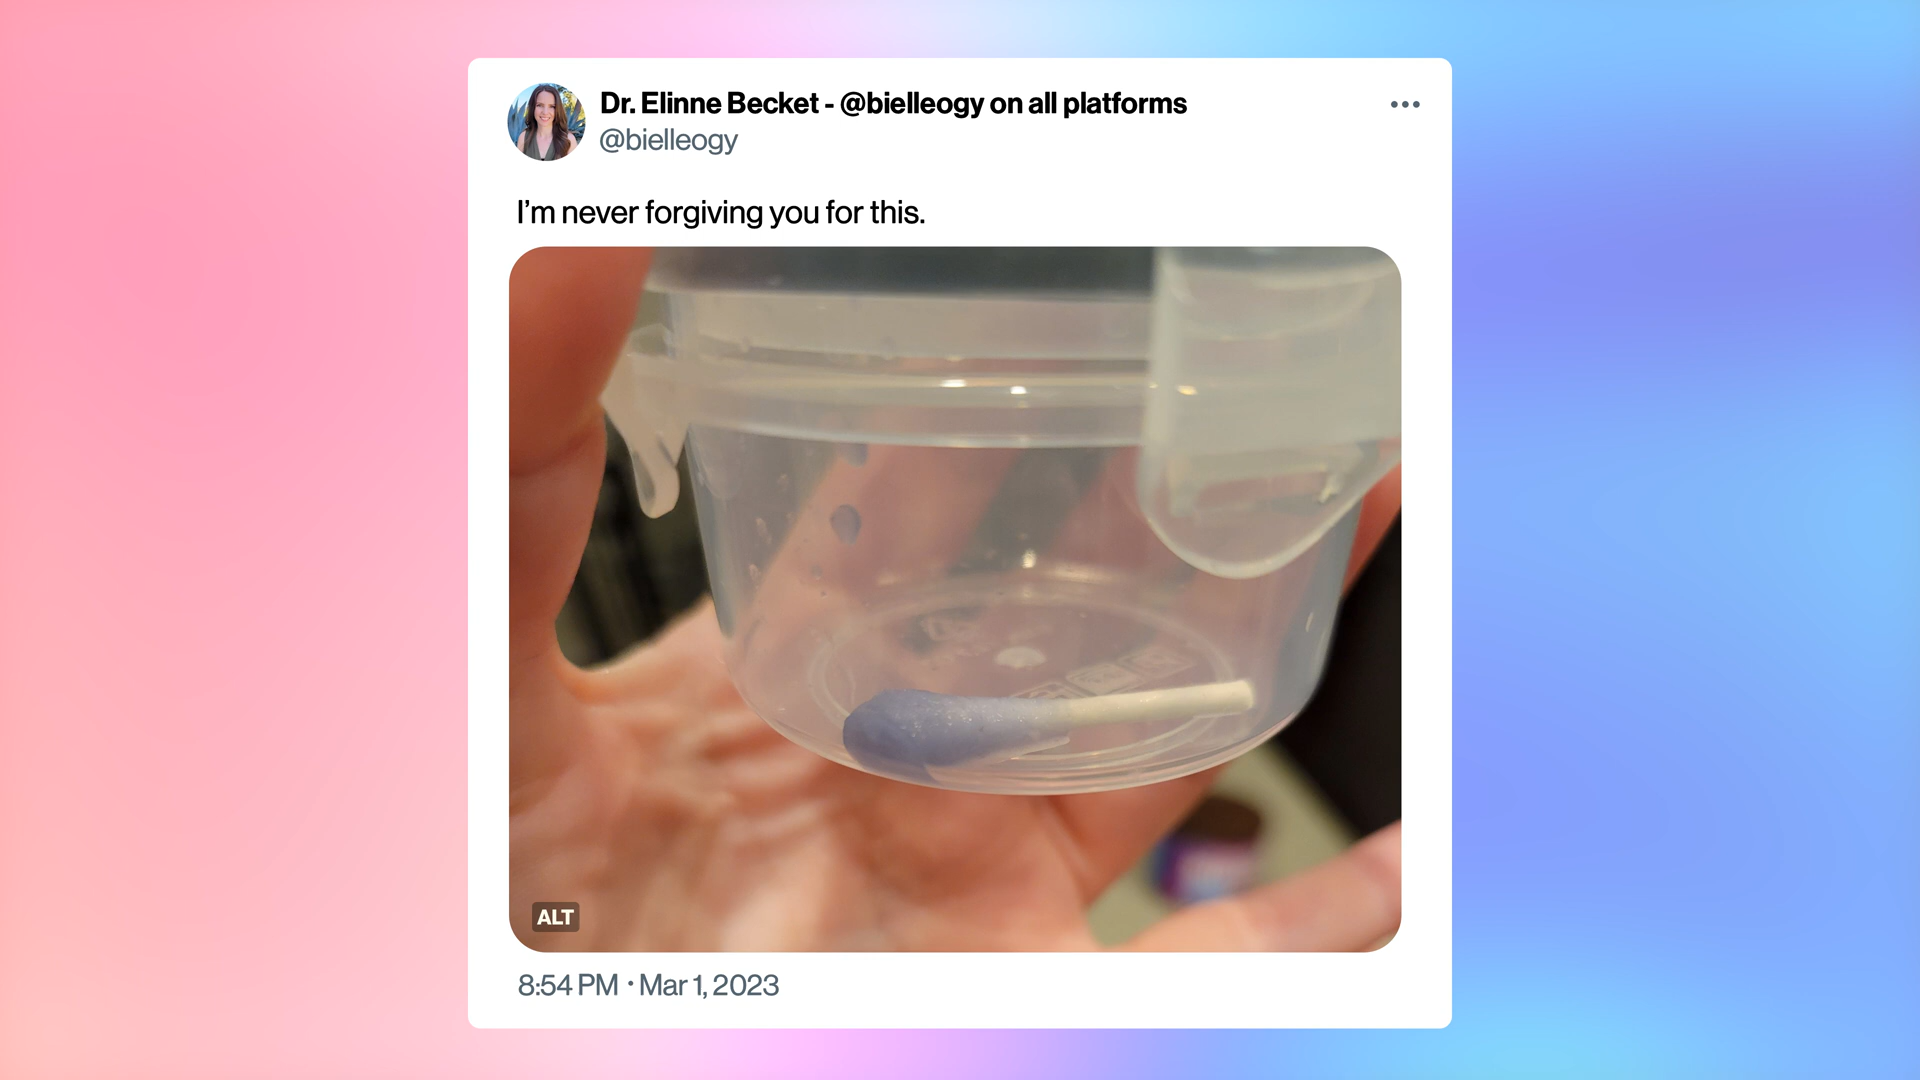 Dr. Elinne Becket - @bielleogy on all platforms
@bielleogy
I’m never forgiving you for this.
ALT
8:54 PM · Mar 1, 2023